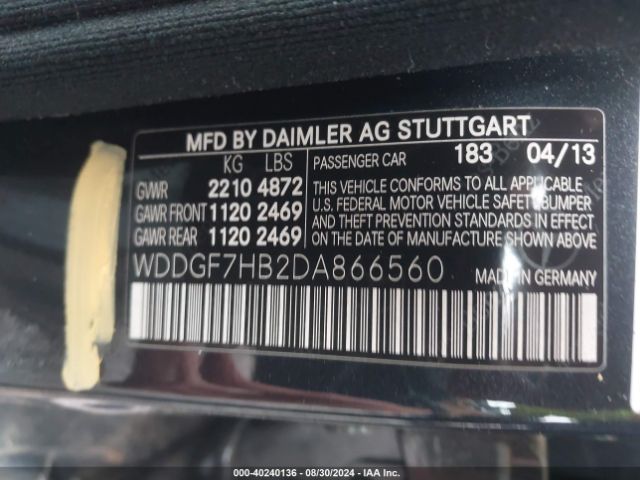 MFD BY DAIMLER AG STUTTGART
KG LBS PASSENGER CAR 183 04/13
GVWR 2210 4872
GAWR FRONT 1120 2469
GAWR REAR 1120 2469
THIS VEHICLE CONFORMS TO ALL APPLICABLE
U.S. FEDERAL MOTOR VEHICLE SAFETY BUMPER
AND THEFT PREVENTION STANDARDS IN EFFECT
ON THE DATE OF MANUFACTURE SHOWN ABOVE
WDDGF7HB2DA866560 MADE IN GERMANY
000-40240136 - 08/30/2024 - IAA Inc.